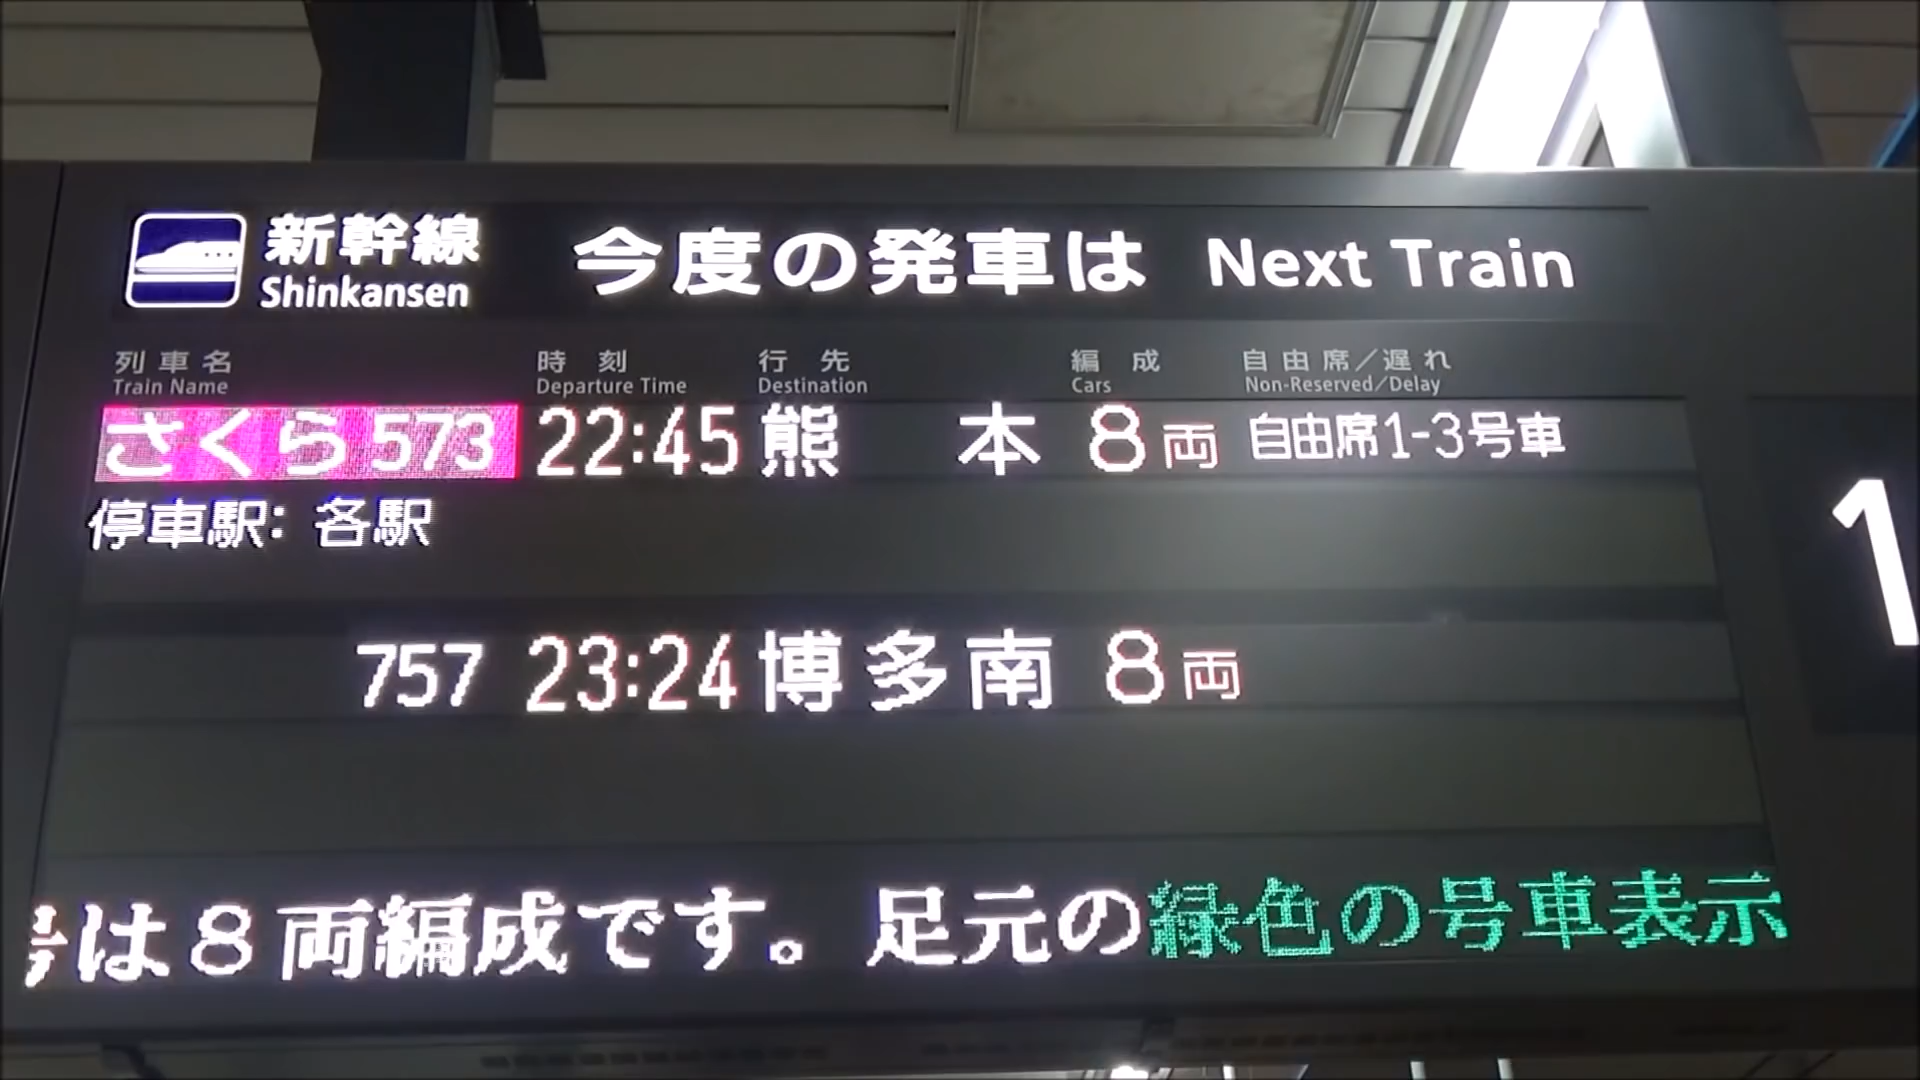 新幹線
Shinkansen
今度の発車は Next Train
列車名 時刻 行先 編成 自由席/遅れ
Train Name Departure Time Destination Cars Non-Reserved/Delay
さくら 573 22:45 熊本 8両 自由席1-3号車
停車駅: 各駅
757 23:24 博多南 8両
号は8両編成です。足元の緑色の号車表示
1